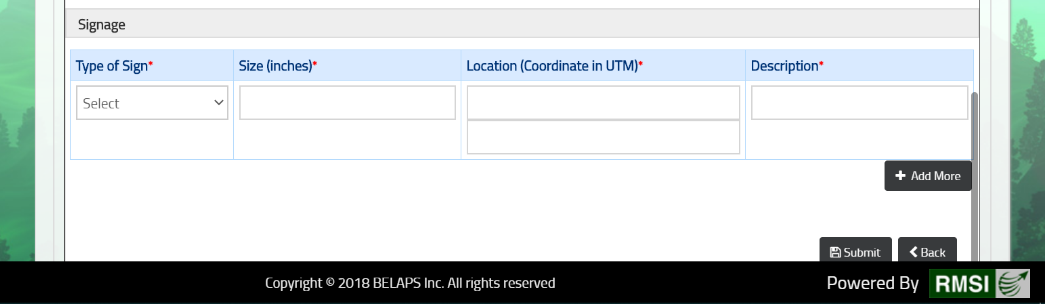 Signage
Type of Sign* Size (inches)* Location (Coordinate in UTM)* Description*
Select
+ Add More
Submit Back
Copyright © 2018 BELAPS Inc. All rights reserved Powered By RMSI